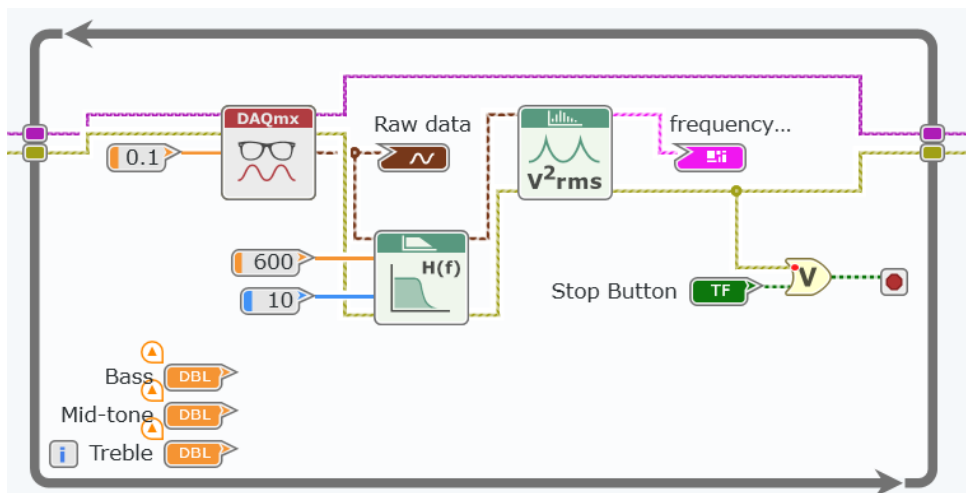 DAQmx
Raw data
frequency...
0.1
V²rms
600
H(f)
10
Stop Button
TF
V
Bass
DBL
Mid-tone
DBL
i
Treble
DBL